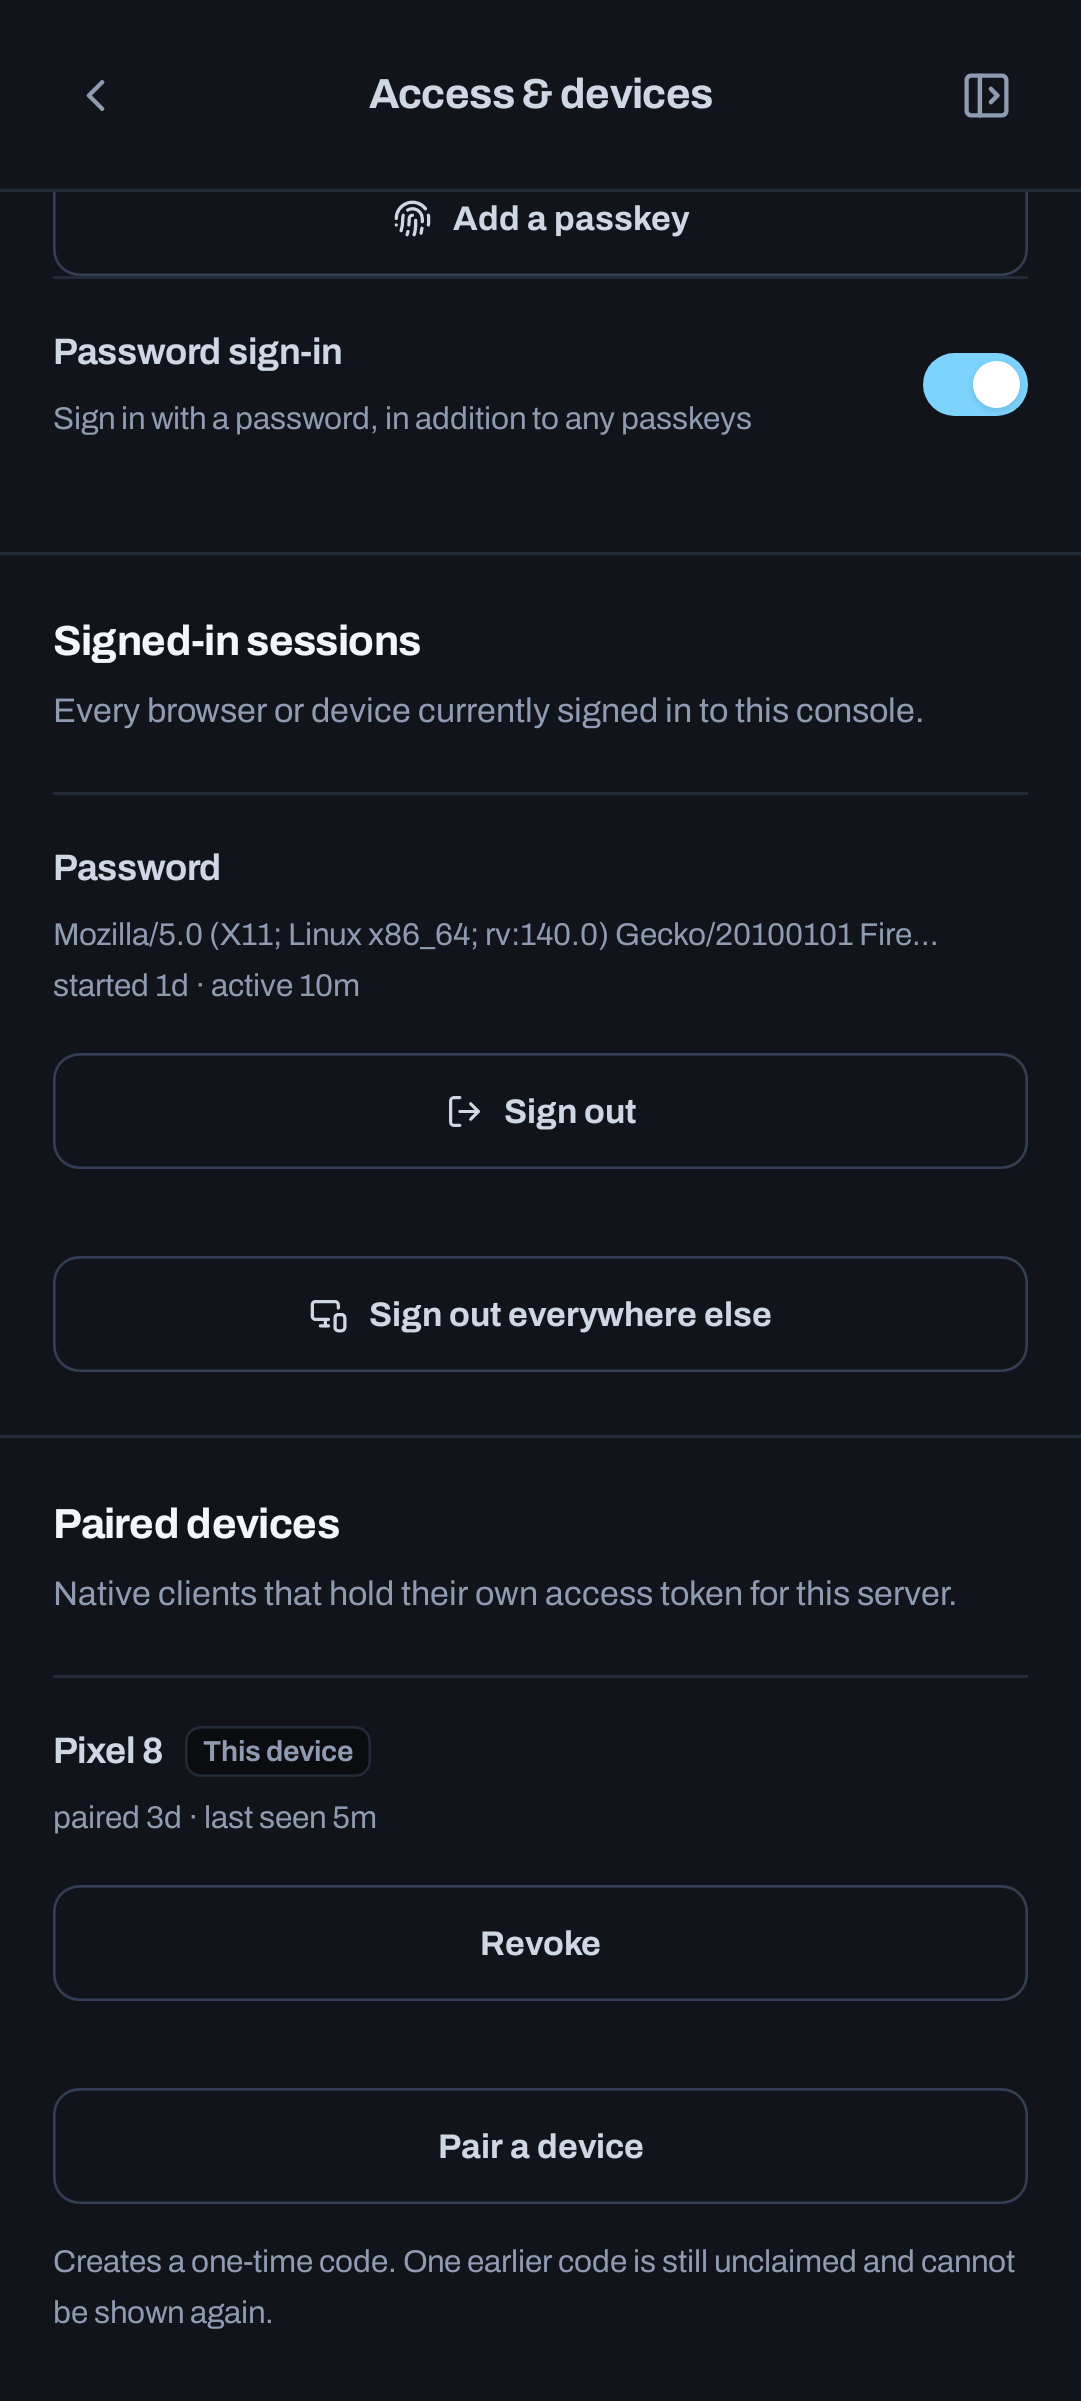 Access & devices
Add a passkey
Password sign-in
Sign in with a password, in addition to any passkeys
Signed-in sessions
Every browser or device currently signed in to this console.
Password
Mozilla/5.0 (X11; Linux x86_64; rv:140.0) Gecko/20100101 Fire...
started 1d · active 10m
Sign out
Sign out everywhere else
Paired devices
Native clients that hold their own access token for this server.
Pixel 8 This device
paired 3d · last seen 5m
Revoke
Pair a device
Creates a one-time code. One earlier code is still unclaimed and cannot
be shown again.